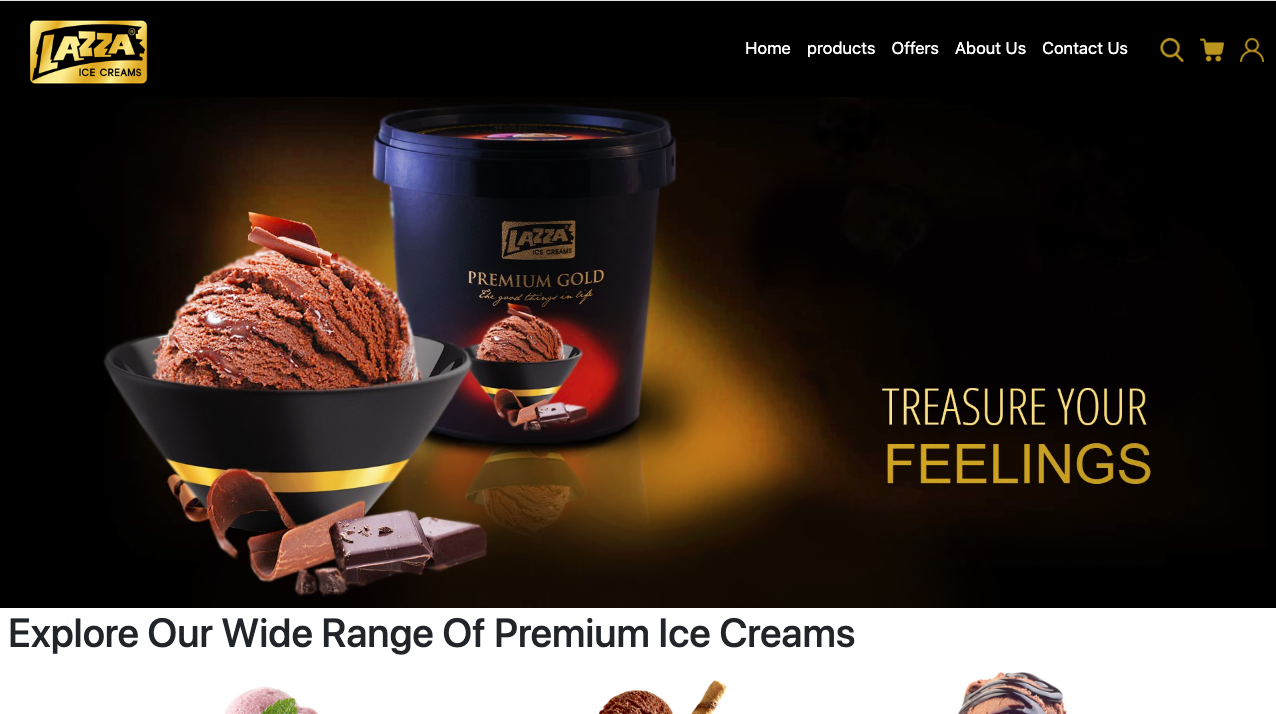 LAZZA®
ICE CREAMS
Home products Offers About Us Contact Us
LAZZA
ICE CREAMS
PREMIUM GOLD
The good things in life
TREASURE YOUR
FEELINGS
Explore Our Wide Range Of Premium Ice Creams